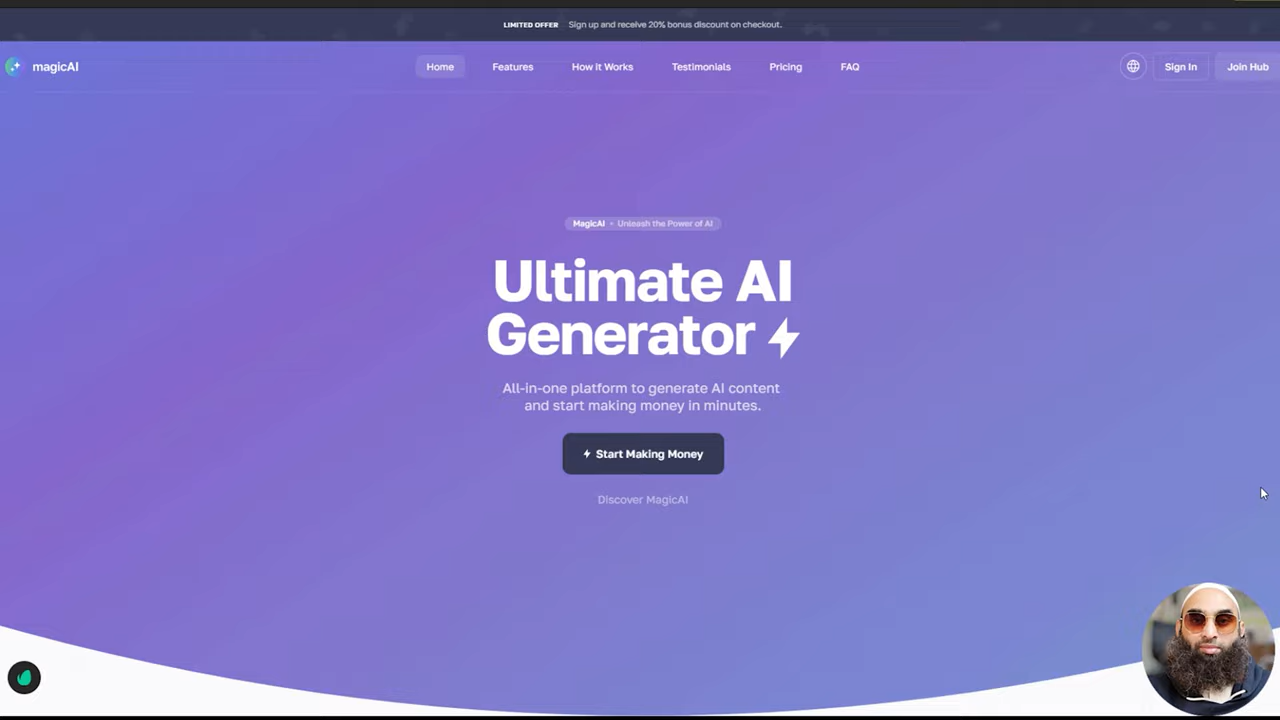 LIMITED OFFER Sign up and receive 20% bonus discount on checkout.
magicAI
Home Features How it Works Testimonials Pricing FAQ
Sign In Join Hub
MagicAI Unleash the Power of AI
Ultimate AI
Generator
All-in-one platform to generate AI content
and start making money in minutes.
Start Making Money
Discover MagicAI